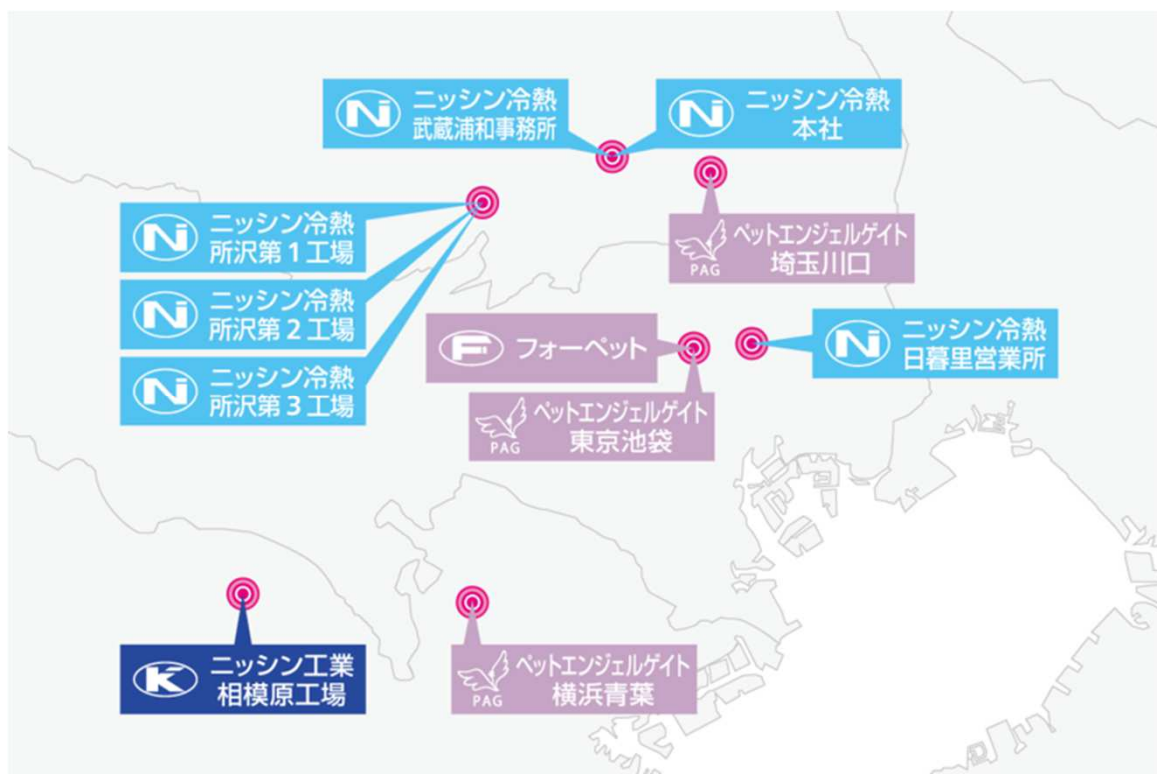 ニッシン冷熱
武蔵浦和事務所
ニッシン冷熱
本社
ニッシン冷熱
所沢第1工場
ニッシン冷熱
所沢第2工場
ニッシン冷熱
所沢第3工場
PAG
ペットエンジェルゲイト
埼玉川口
フォーペット
ニッシン冷熱
日暮里営業所
PAG
ペットエンジェルゲイト
東京池袋
K
ニッシン工業
相模原工場
PAG
ペットエンジェルゲイト
横浜青葉